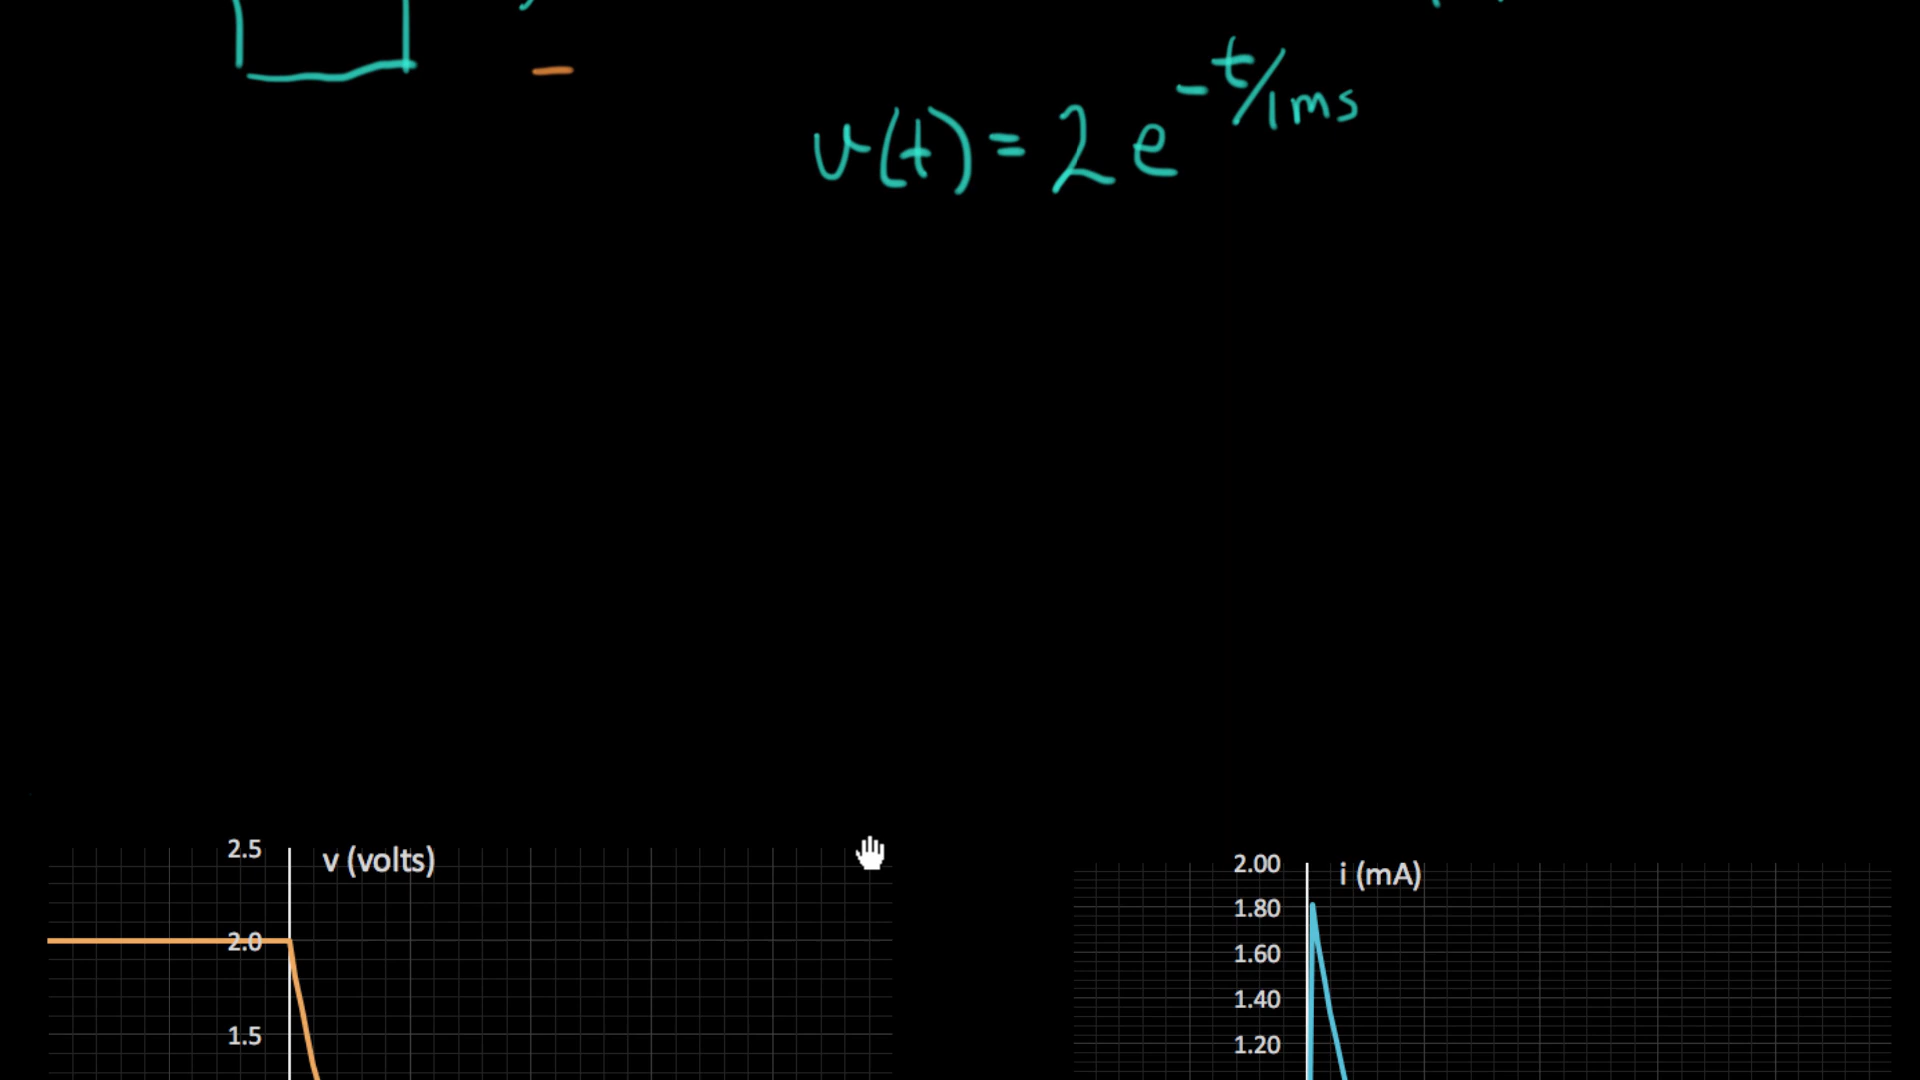 v(t) = 2 e^{-t/1ms}
2.5 v (volts)
2.0
1.5
2.00 i (mA)
1.80
1.60
1.40
1.20